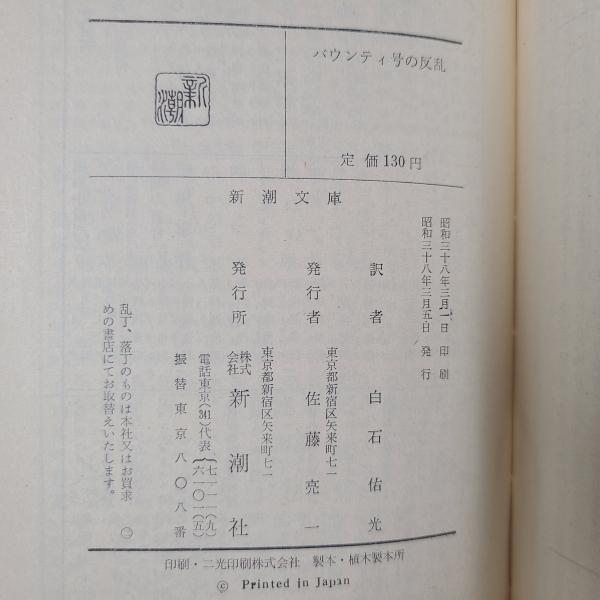 バウンティ号の反乱
定価130円
新潮
新潮文庫
昭和三十八年三月一日 印刷
昭和三十八年三月五日 発行
訳者 白石佑光
発行者 佐藤亮一
東京都新宿区矢来町七一
発行所 株式会社 新潮社
東京都新宿区矢来町七一
電話東京(341)代表
七一一一(九)
六一〇一(五)
振替東京八〇八番
乱丁、落丁のものは本社又はお買求
めの書店にてお取替えいたします。
印刷・二光印刷株式会社 製本・植木製本所
© Printed in Japan